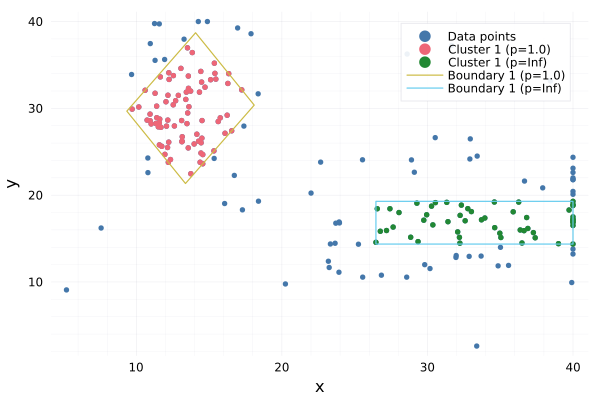 40
30
20
10
y
10
20
30
40
x
Data points
Cluster 1 (p=1.0)
Cluster 1 (p=Inf)
Boundary 1 (p=1.0)
Boundary 1 (p=Inf)